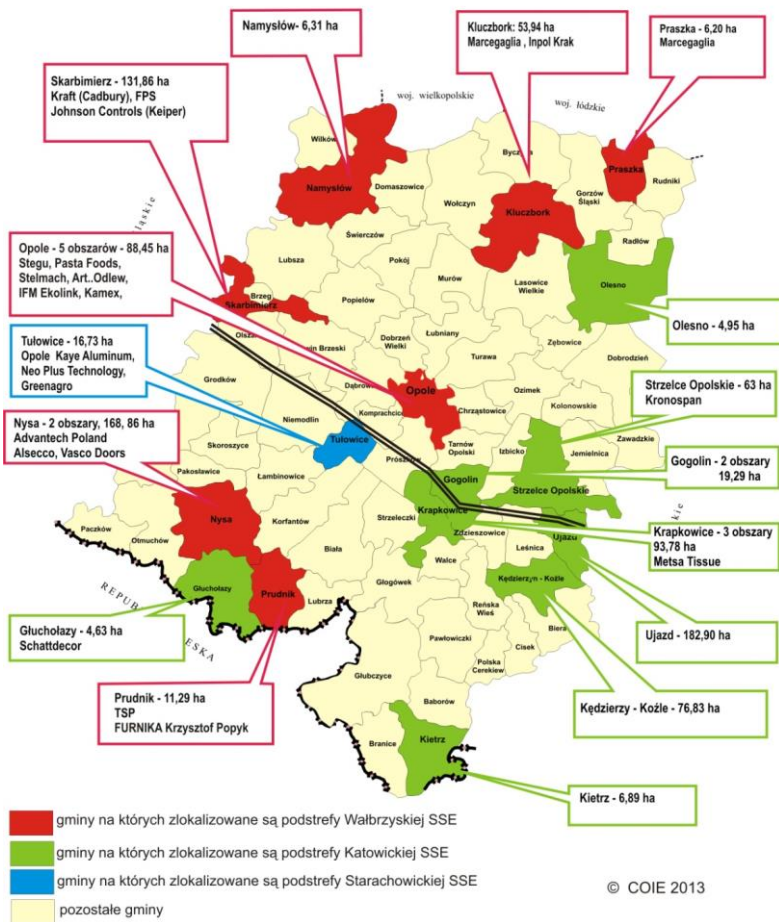 Namysłów- 6,31 ha
Kluczbork: 53,94 ha
Marcegaglia , Inpol Krak
Praszka - 6,20 ha
Marcegaglia
Skarbimierz - 131,86 ha
Kraft (Cadbury), FPS
Johnson Controls (Keiper)
woj. wielkopolskie
woj. łódzkie
Wilków
Namysłów
Domaszowice
Wołczyn
Byczyna
Kluczbork
Gorzów
Śląski
Praszka
Rudniki
Radłów
Olesno
Opole - 5 obszarów - 88,45 ha
Stegu, Pasta Foods,
Stelmach, Art..Odlew,
IFM Ekolink, Kamex,
Lubsza
Świerczów
Pokój
Murów
Lasowice
Wielkie
Brzeg
Skarbimierz
Popielów
Olesno - 4,95 ha
Tułowice - 16,73 ha
Opole Kaye Aluminum,
Neo Plus Technology,
Greenagro
Dobrzeń
Wielki
Łubniany
Turawa
Zębowice
Dobrodzień
Grodków
Opole
Chrząstowice
Ozimek
Kolonowskie
Strzelce Opolskie - 63 ha
Kronospan
Niemodlin
Komprachcice
Tułowice
Nysa - 2 obszary, 168, 86 ha
Advantech Poland
Alsecco, Vasco Doors
Skoroszyce
Pakosławice
Łambinowice
Tarnów
Opolski
Izbicko
Jemielnica
Zawadzkie
Gogolin - 2 obszary
19,29 ha
Gogolin
Strzelce Opolskie
Nysa
Korfantów
Strzeleczki
Krapkowice
Zdzieszowice
Leśnica
Ujazd
Krapkowice - 3 obszary
93,78 ha
Metsa Tissue
Paczków
Otmuchów
Biała
Walce
Kędzierzyn - Koźle
Głuchołazy
Prudnik
Lubrza
Głogówek
Reńska
Wieś
Ujazd - 182,90 ha
Głuchołazy - 4,63 ha
Schattdecor
Pawłowiczki
Cisek
Biera
Polska
Cerekiew
Prudnik - 11,29 ha
TSP
FURNIKA Krzysztof Popyk
Głubczyce
Baborów
Kędzierzy - Koźle - 76,83 ha
Branice
Kietrz
Kietrz - 6,89 ha
gminy na których zlokalizowane są podstrefy Wałbrzyskiej SSE
gminy na których zlokalizowane są podstrefy Katowickiej SSE
gminy na których zlokalizowane są podstrefy Starachowickiej SSE
pozostałe gminy
© COIE 2013